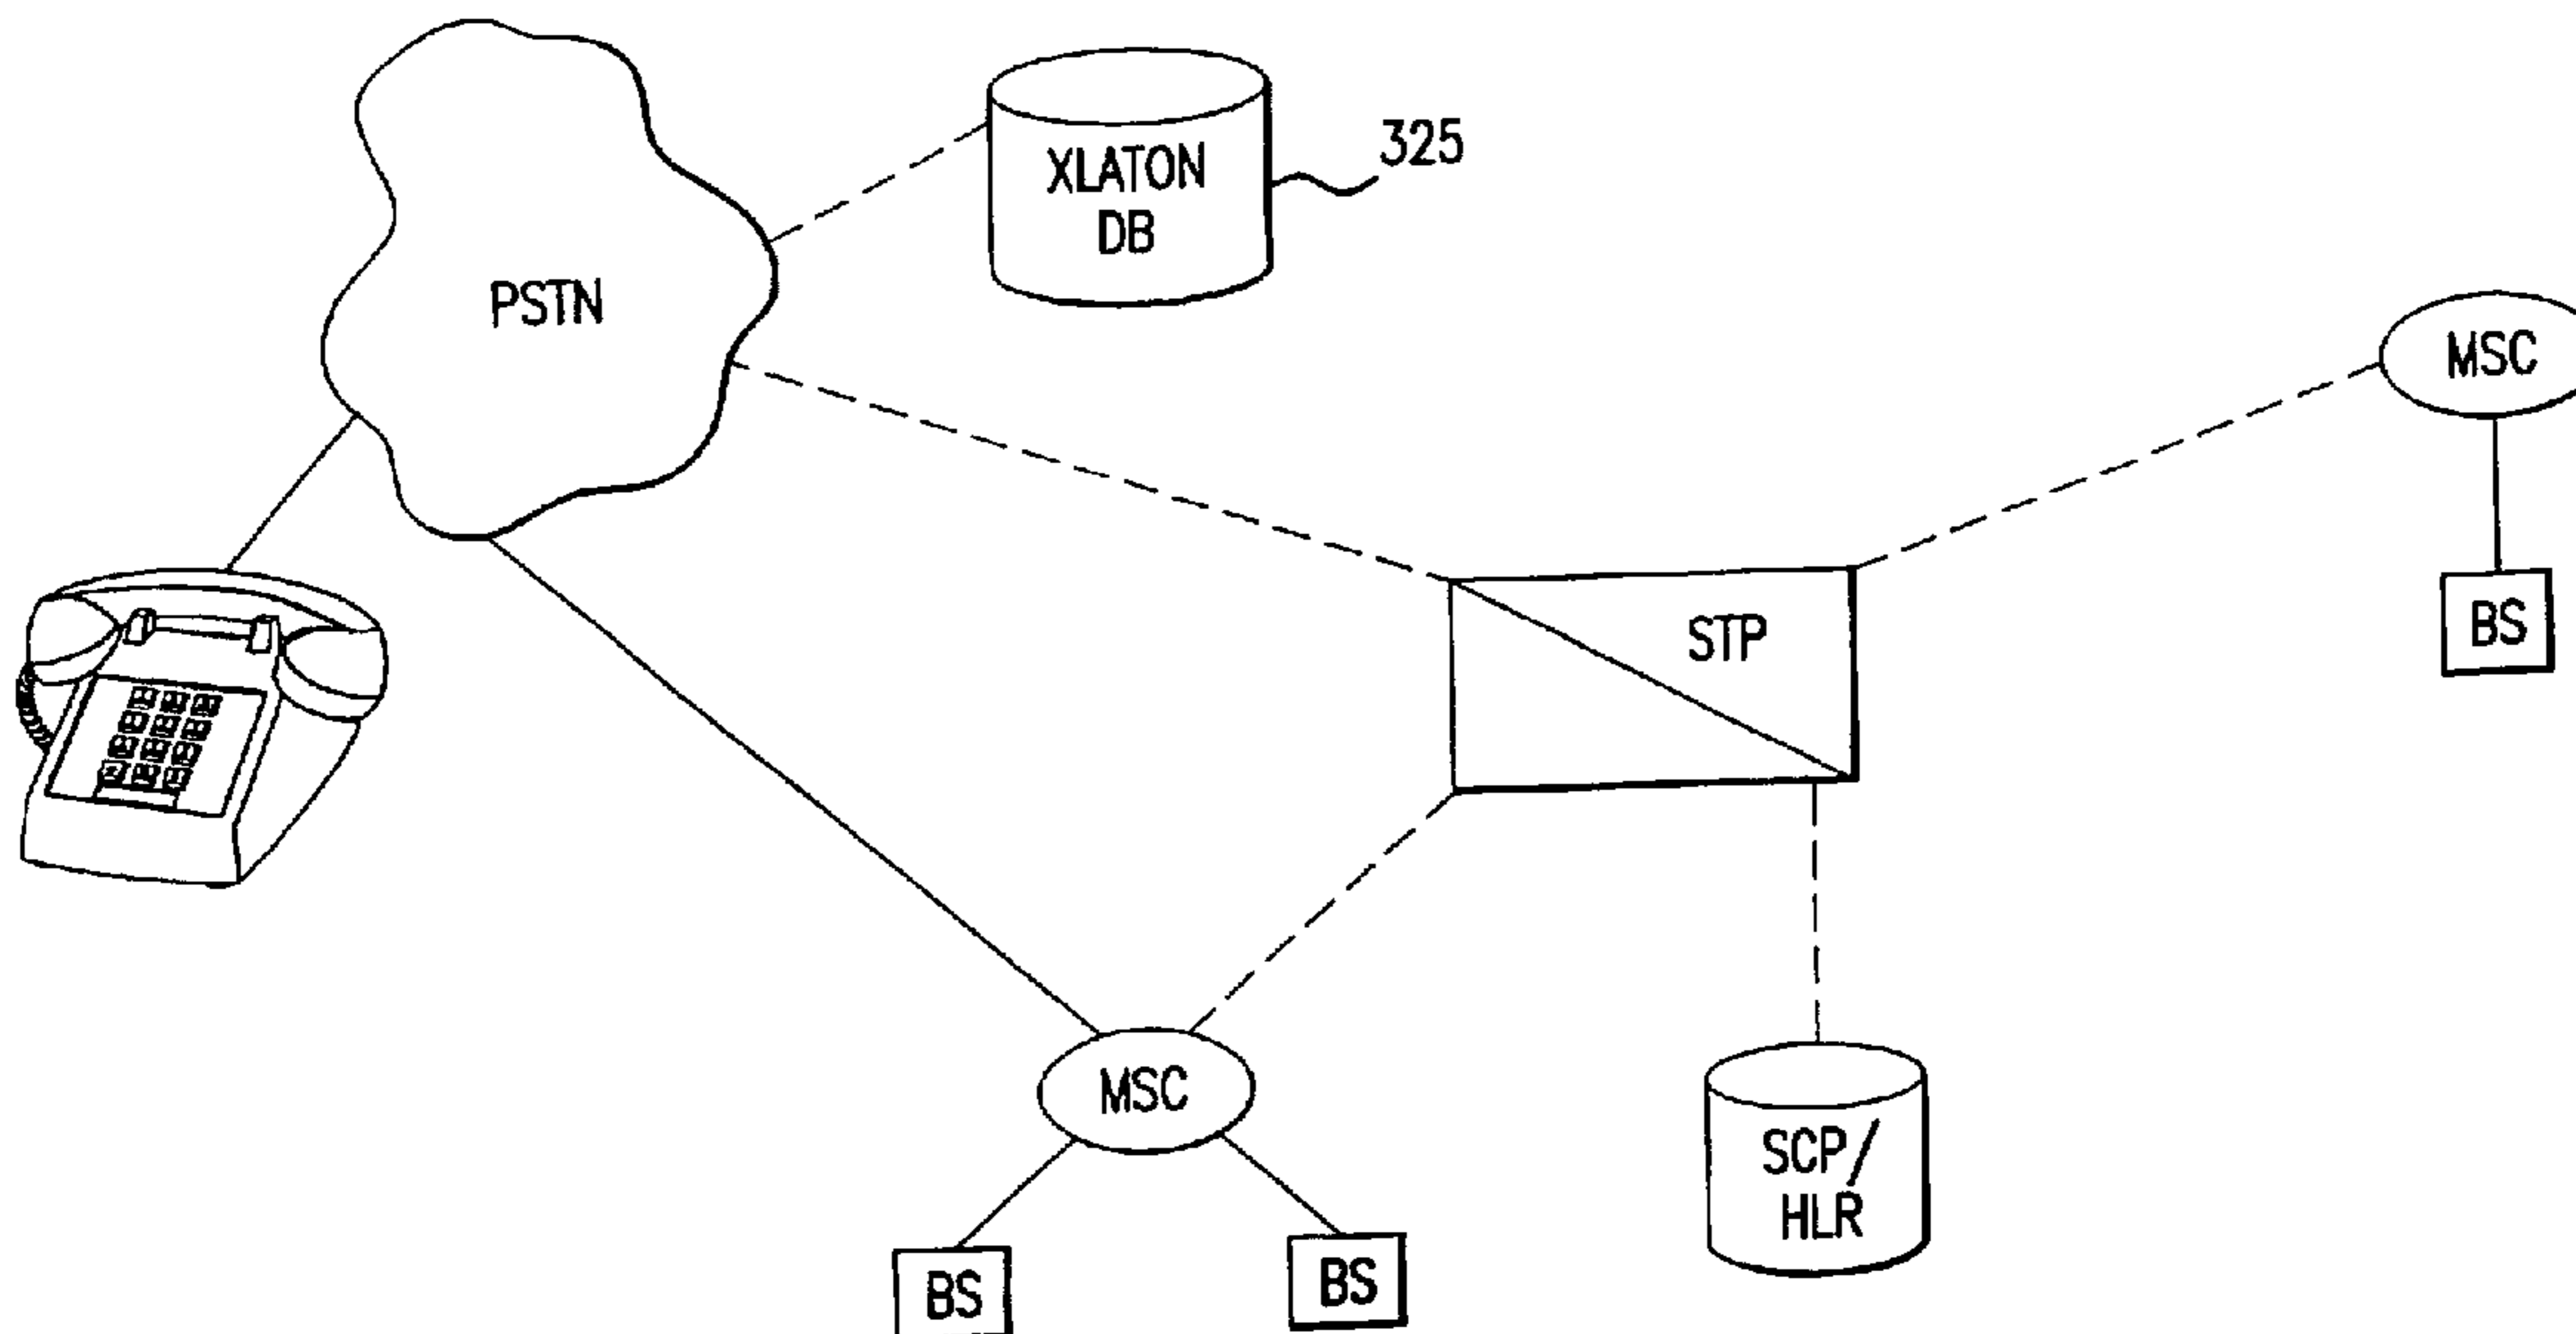 325
XLATON
DB
PSTN
MSC
BS
STP
MSC
SCP/
HLR
BS
BS